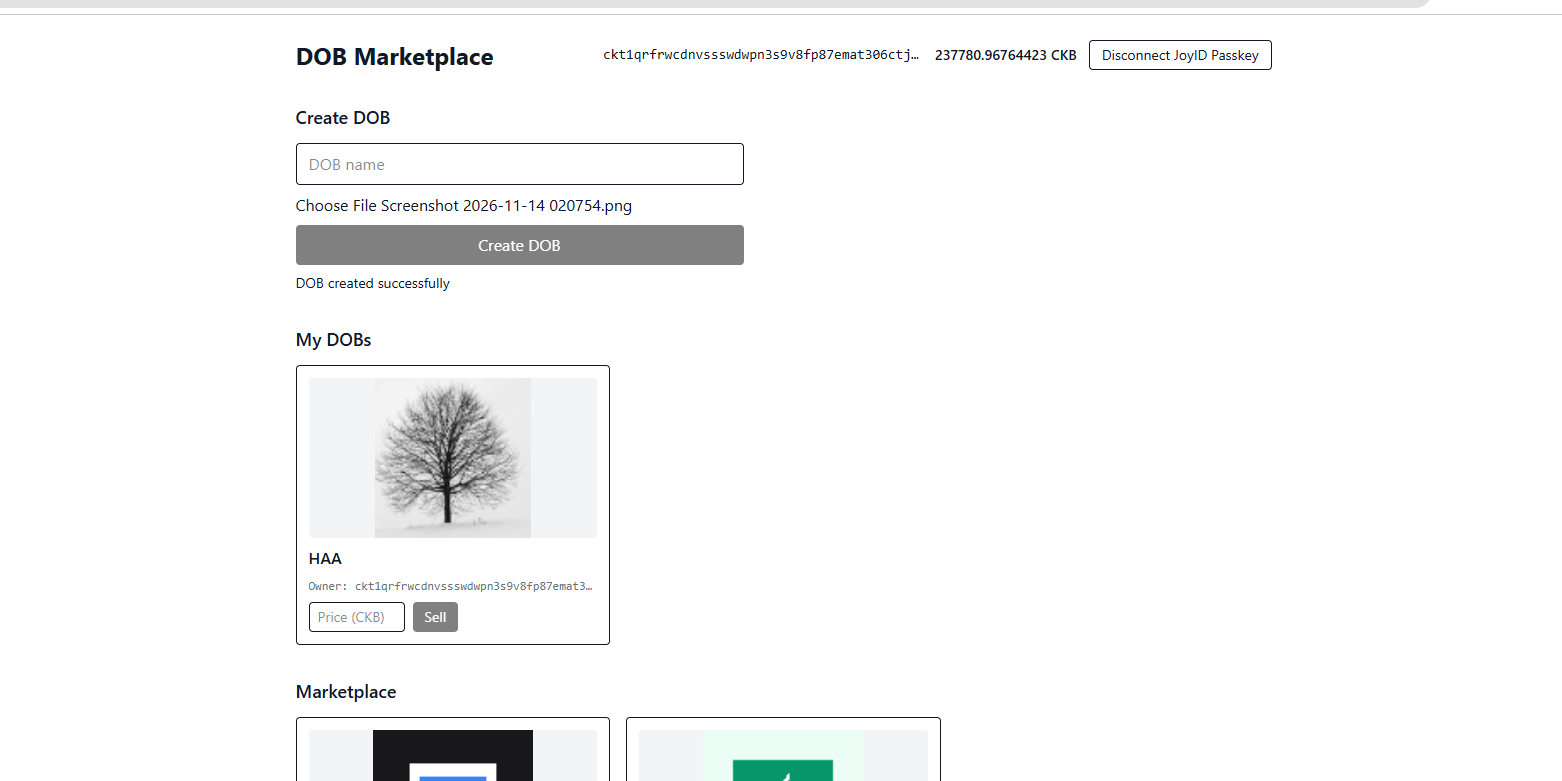 DOB Marketplace
ckt1qrfrwcdnvssswdwpn3s9v8fp87emat306ctj… 237780.96764423 CKB Disconnect JoyID Passkey
Create DOB
DOB name
Choose File Screenshot 2026-11-14 020754.png
Create DOB
DOB created successfully
My DOBs
HAA
Owner: ckt1qrfrwcdnvssswdwpn3s9v8fp87emat3…
Price (CKB) Sell
Marketplace